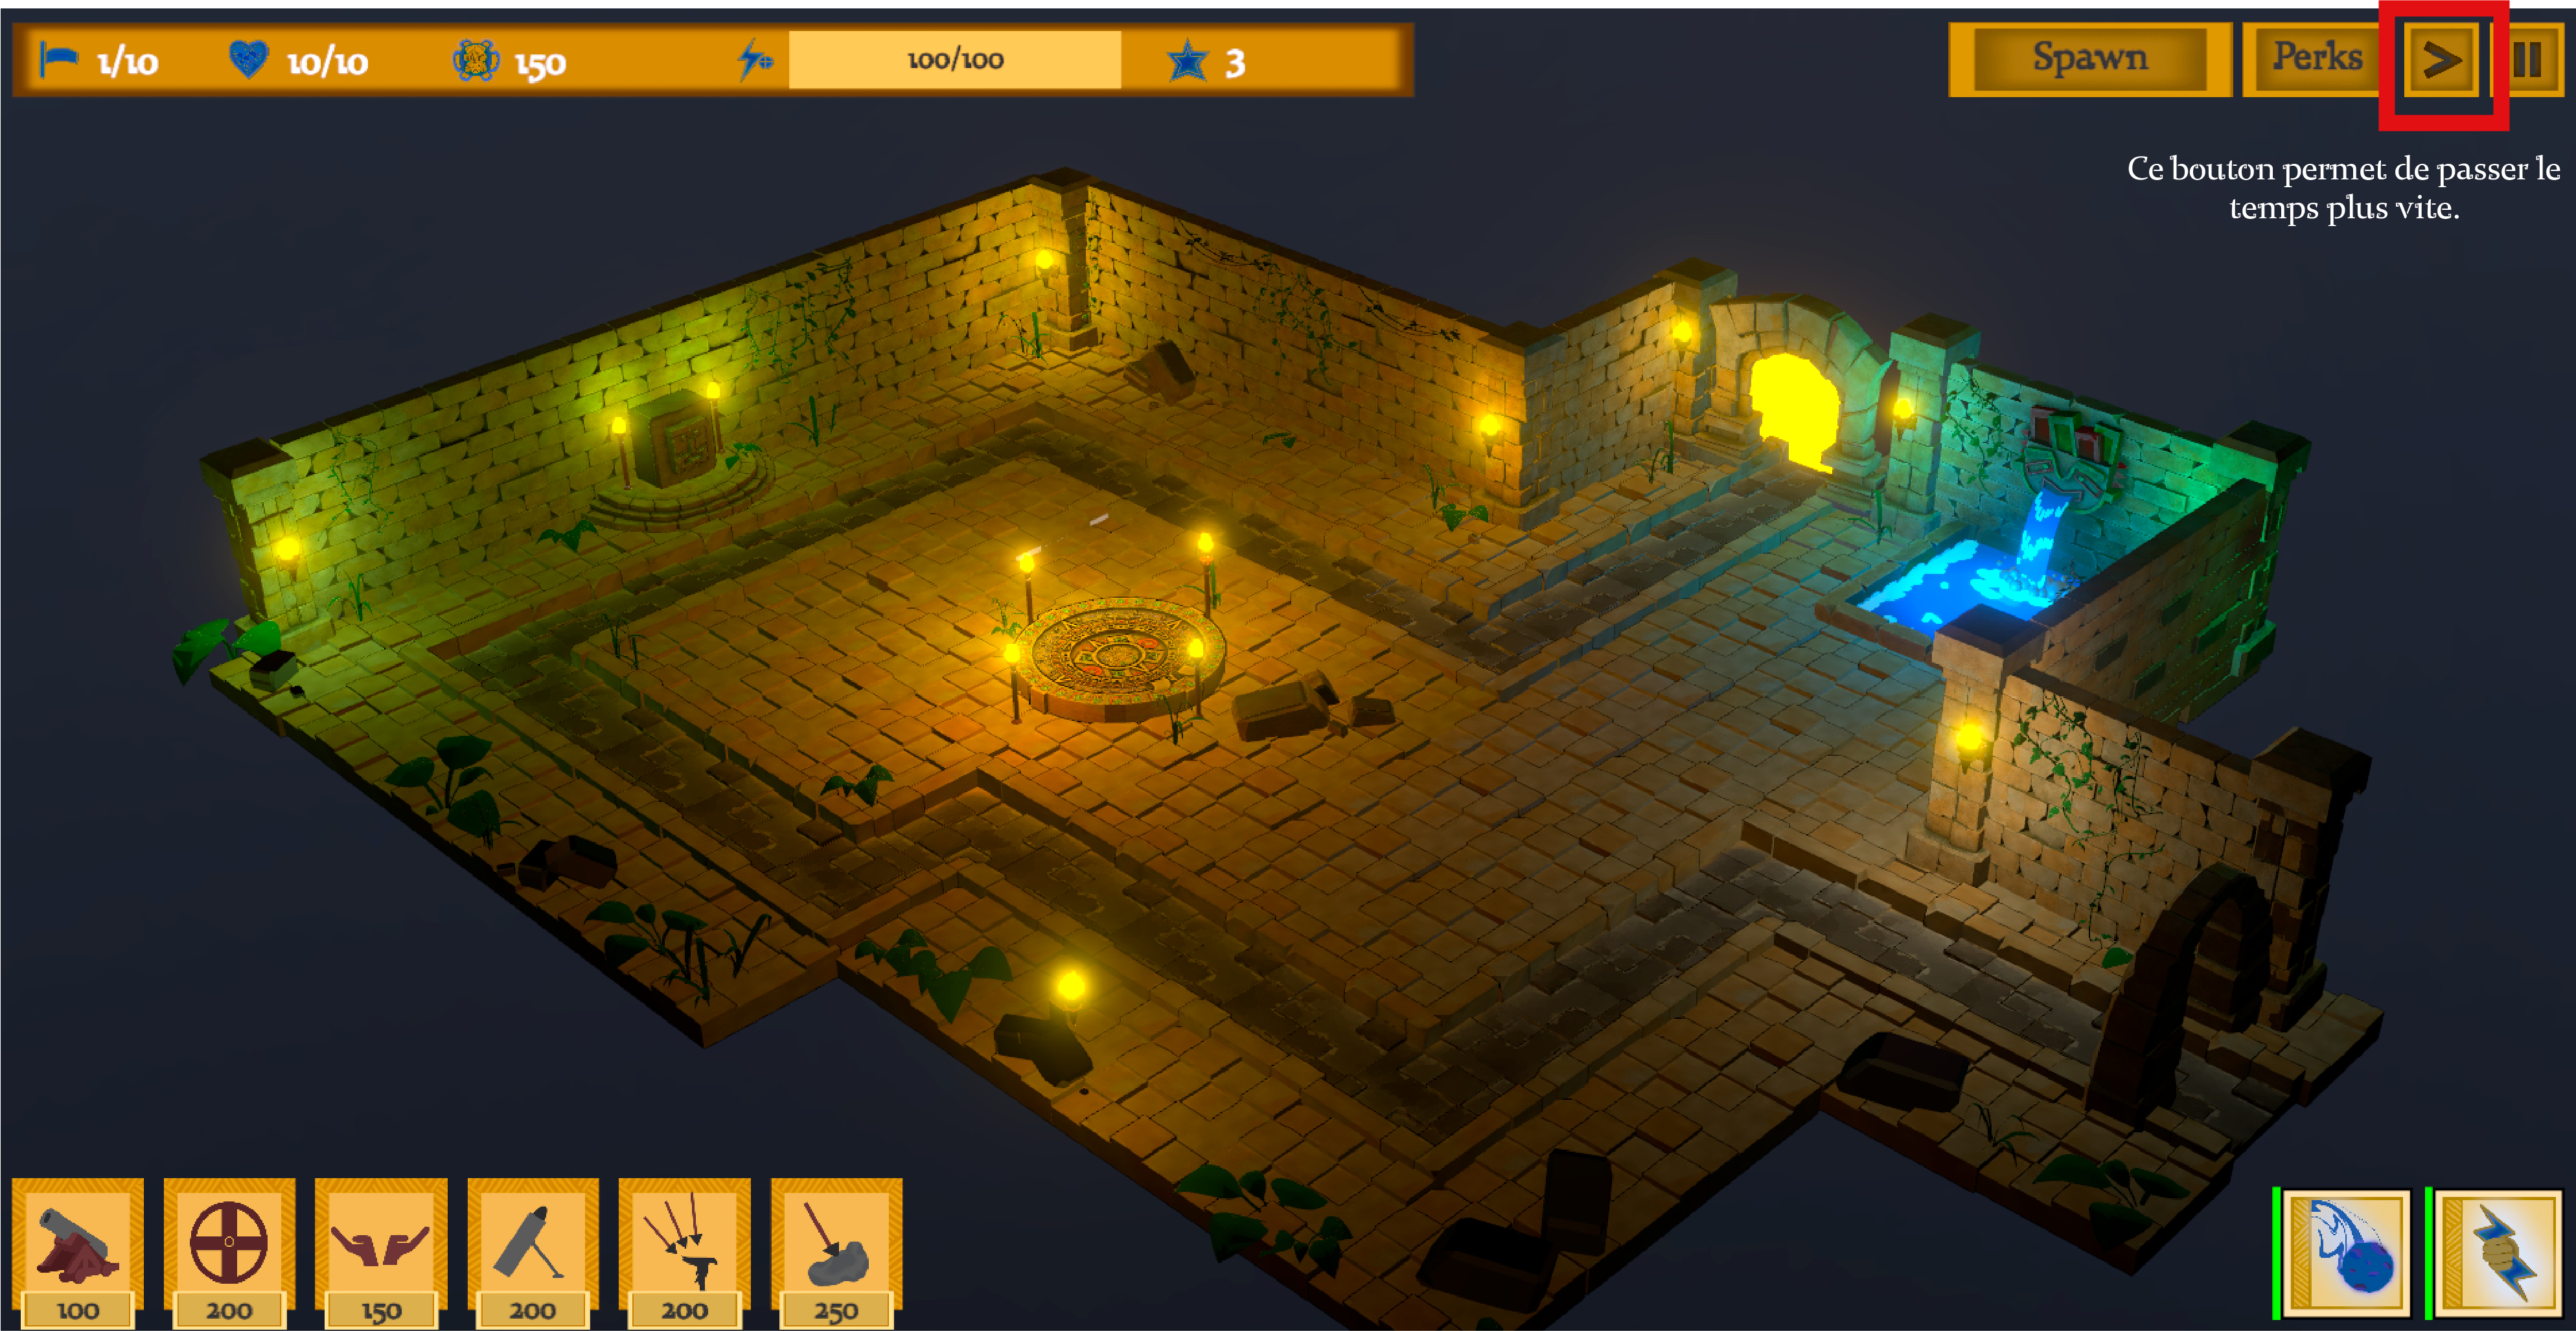 1/10 10/10 150 100/100 3 Spawn Perks >
Ce bouton permet de passer le
temps plus vite.
100 200 150 200 200 250